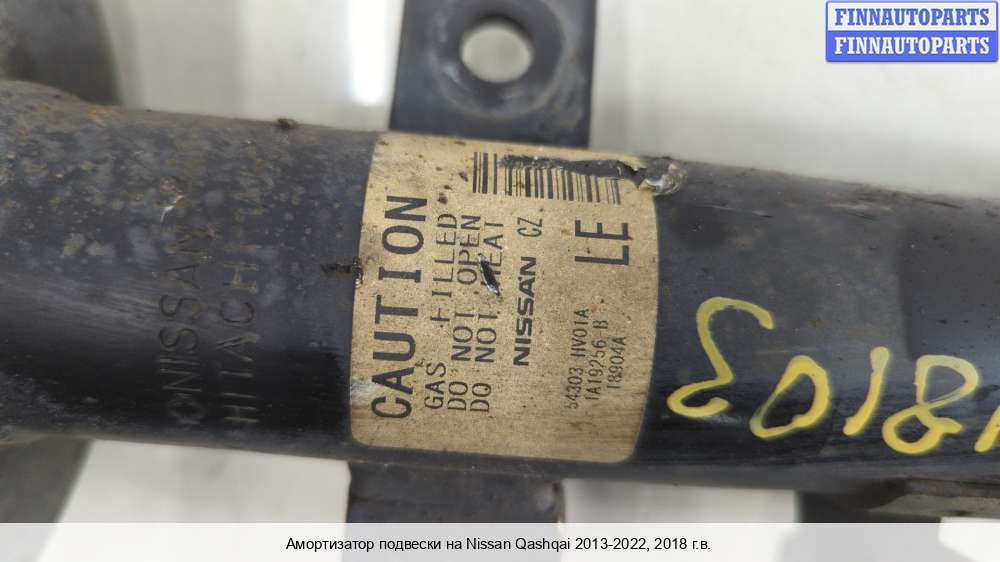 FINNAUTOPARTS
FINNAUTOPARTS
NISSAN
HITACHI
CAUTION
GAS FILLED
DO NOT OPEN
DO NOT HEAT
NISSAN CZ
LE
54303 HV01A
1A19256 B
18904A
Амортизатор подвески на Nissan Qashqai 2013-2022, 2018 г.в.